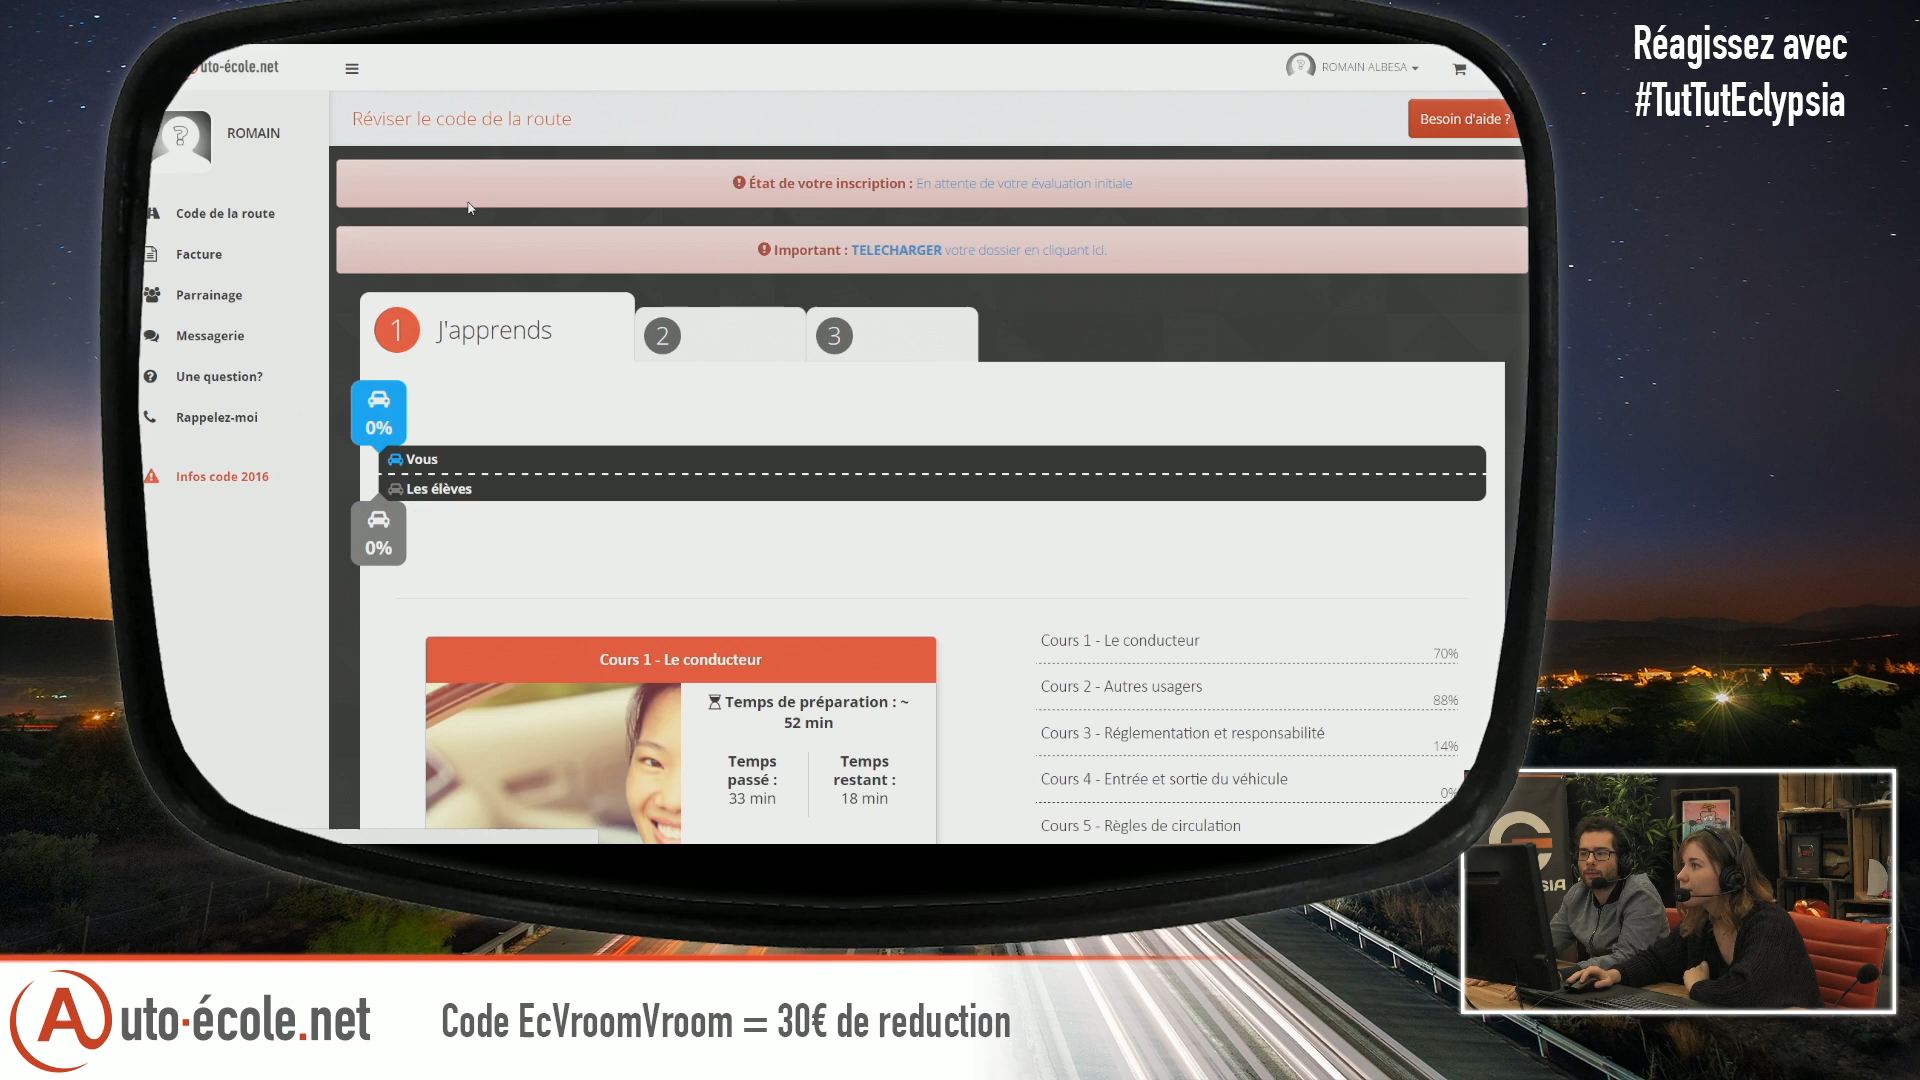 Réagissez avec
#TutTutEclypsia
uto-école.net
ROMAIN ALBESA
ROMAIN
Réviser le code de la route
Besoin d'aide ?
État de votre inscription : En attente de votre évaluation initiale
Important : TELECHARGER votre dossier en cliquant ici.
Code de la route
Facture
Parrainage
Messagerie
Une question?
Rappelez-moi
Infos code 2016
1 J'apprends
2
3
0%
Vous
Les élèves
0%
Cours 1 - Le conducteur
Temps de préparation : ~
52 min
Temps
passé :
33 min
Temps
restant :
18 min
Cours 1 - Le conducteur
70%
Cours 2 - Autres usagers
88%
Cours 3 - Réglementation et responsabilité
14%
Cours 4 - Entrée et sortie du véhicule
0%
Cours 5 - Règles de circulation
SIA
Auto-école.net
Code EcVroomVroom = 30€ de reduction